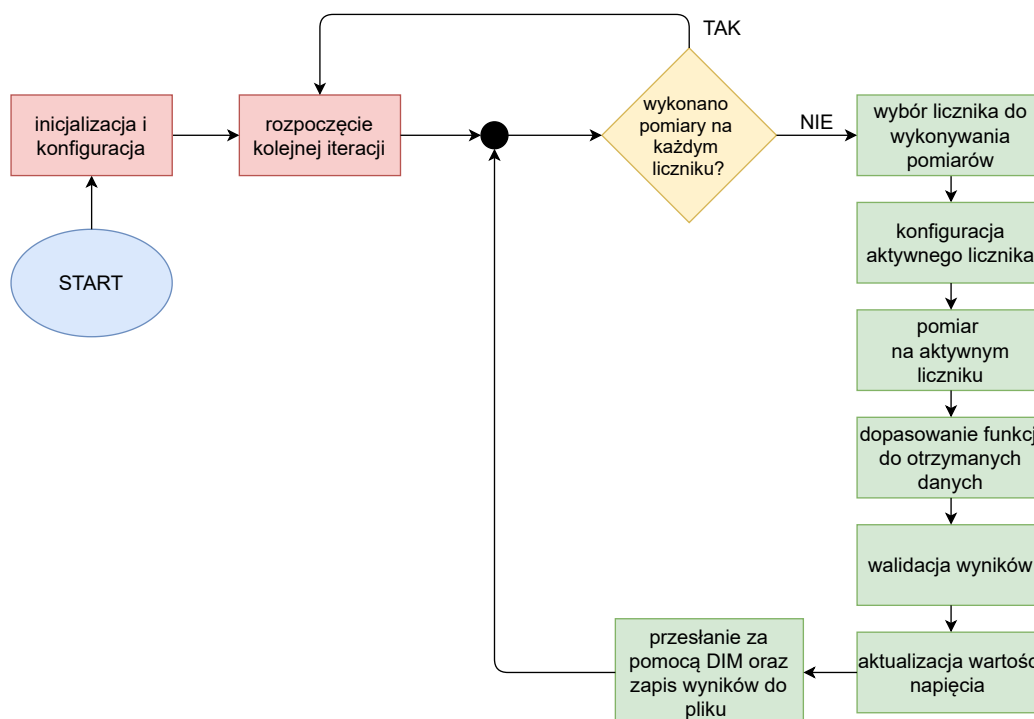 TAK
inicjalizacja i
konfiguracja
rozpoczęcie
kolejnej iteracji
wykonano
pomiary na
każdym
liczniku?
NIE
wybór licznika do
wykonywania
pomiarów
START
konfiguracja
aktywnego licznika
pomiar
na aktywnym
liczniku
dopasowanie funkcj
do otrzymanych
danych
walidacja wyników
aktualizacja wartośc
napięcia
przesłanie za
pomocą DIM oraz
zapis wyników do
pliku